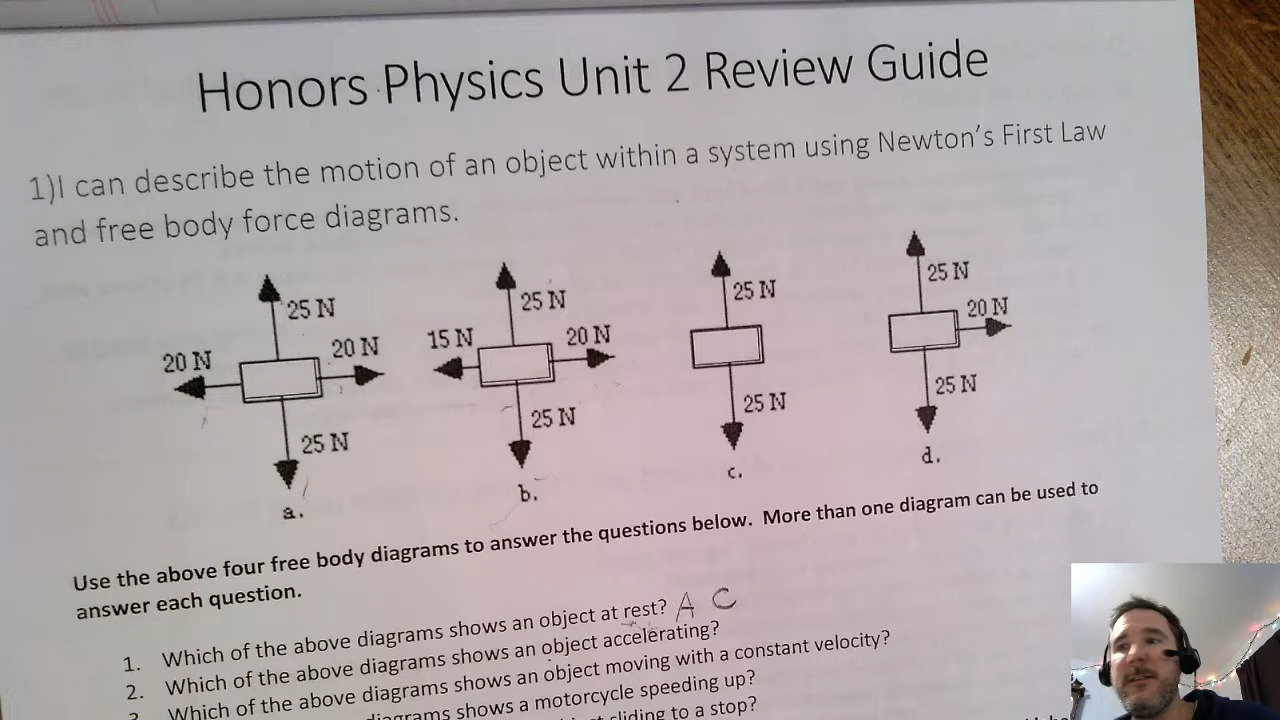 Honors Physics Unit 2 Review Guide
1)I can describe the motion of an object within a system using Newton's First Law
and free body force diagrams.
25 N
20 N
20 N
25 N
a.
25 N
15 N
20 N
25 N
b.
25 N
25 N
c.
25 N
20 N
25 N
d.
Use the above four free body diagrams to answer the questions below. More than one diagram can be used to
answer each question.
1. Which of the above diagrams shows an object at rest? A C
2. Which of the above diagrams shows an object accelerating?
3. Which of the above diagrams shows an object moving with a constant velocity?
diagrams shows a motorcycle speeding up?
sliding to a stop?